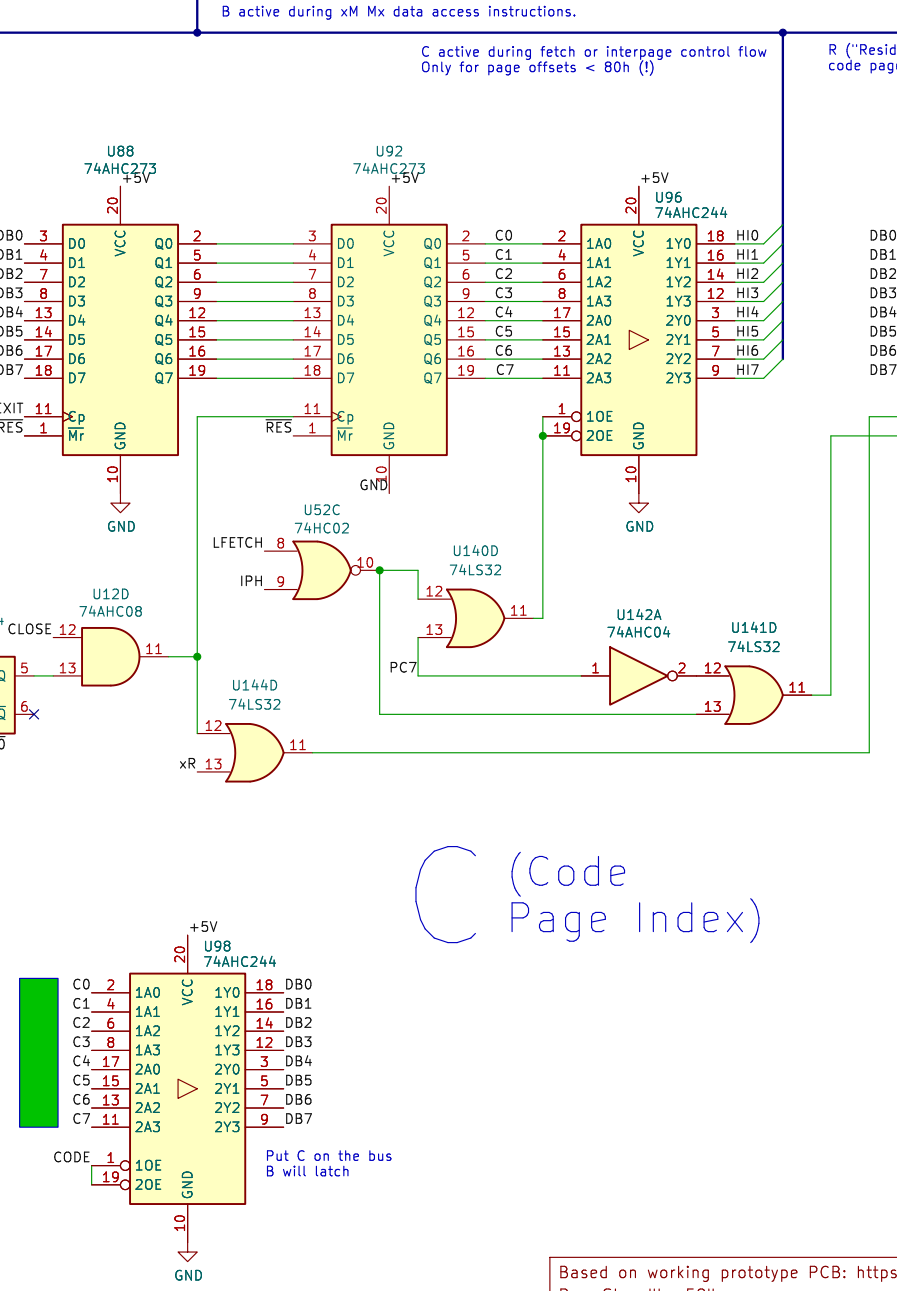 B active during xM Mx data access instructions.
C active during fetch or interpage control flow
Only for page offsets < 80h (!)
R ("Resid
code page
U88
74AHC273
+5V
20
VCC
DB0 3 D0 Q0 2
DB1 4 D1 Q1 5
DB2 7 D2 Q2 6
DB3 8 D3 Q3 9
DB4 13 D4 Q4 12
DB5 14 D5 Q5 15
DB6 17 D6 Q6 16
DB7 18 D7 Q7 19
EXIT 11 Cp
RES 1 Mr
GND
10
GND
U92
74AHC273
+5V
20
VCC
3 D0 Q0 2 C0
4 D1 Q1 5 C1
7 D2 Q2 6 C2
8 D3 Q3 9 C3
13 D4 Q4 12 C4
14 D5 Q5 15 C5
17 D6 Q6 16 C6
18 D7 Q7 19 C7
11 Cp
RES 1 Mr
GND
10
GND
+5V
U96
74AHC244
20
VCC
2 1A0 1Y0 18 HI0
4 1A1 1Y1 16 HI1
6 1A2 1Y2 14 HI2
8 1A3 1Y3 12 HI3
17 2A0 2Y0 3 HI4
15 2A1 2Y1 5 HI5
13 2A2 2Y2 7 HI6
11 2A3 2Y3 9 HI7
1 1OE
19 2OE
GND
10
GND
DB0
DB1
DB2
DB3
DB4
DB5
DB6
DB7
U52C
74HC02
LFETCH 8
IPH 9
10
U140D
74LS32
12
13
11
PC7
U12D
74AHC08
CLOSE 12
13
11
5
6
U142A
74AHC04
1
2
U141D
74LS32
12
13
11
U144D
74LS32
12
xR 13
11
C (Code
Page Index)
+5V
U98
74AHC244
20
VCC
C0 2 1A0 1Y0 18 DB0
C1 4 1A1 1Y1 16 DB1
C2 6 1A2 1Y2 14 DB2
C3 8 1A3 1Y3 12 DB3
C4 17 2A0 2Y0 3 DB4
C5 15 2A1 2Y1 5 DB5
C6 13 2A2 2Y2 7 DB6
C7 11 2A3 2Y3 9 DB7
CODE 1 1OE
19 2OE
GND
10
GND
Put C on the bus
B will latch
Based on working prototype PCB: https